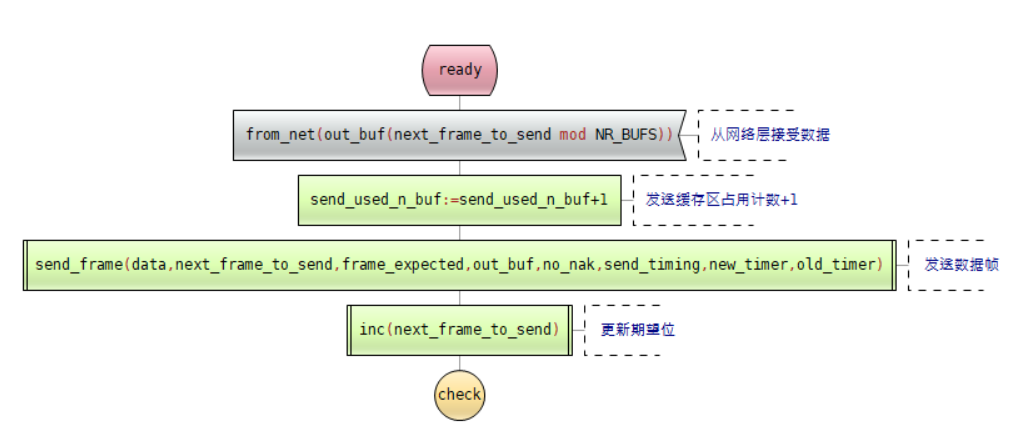 ready
from_net(out_buf(next_frame_to_send mod NR_BUFS))
从网络层接受数据
send_used_n_buf:=send_used_n_buf+1
发送缓存区占用计数+1
send_frame(data,next_frame_to_send,frame_expected,out_buf,no_nak,send_timing,new_timer,old_timer)
发送数据帧
inc(next_frame_to_send)
更新期望位
check